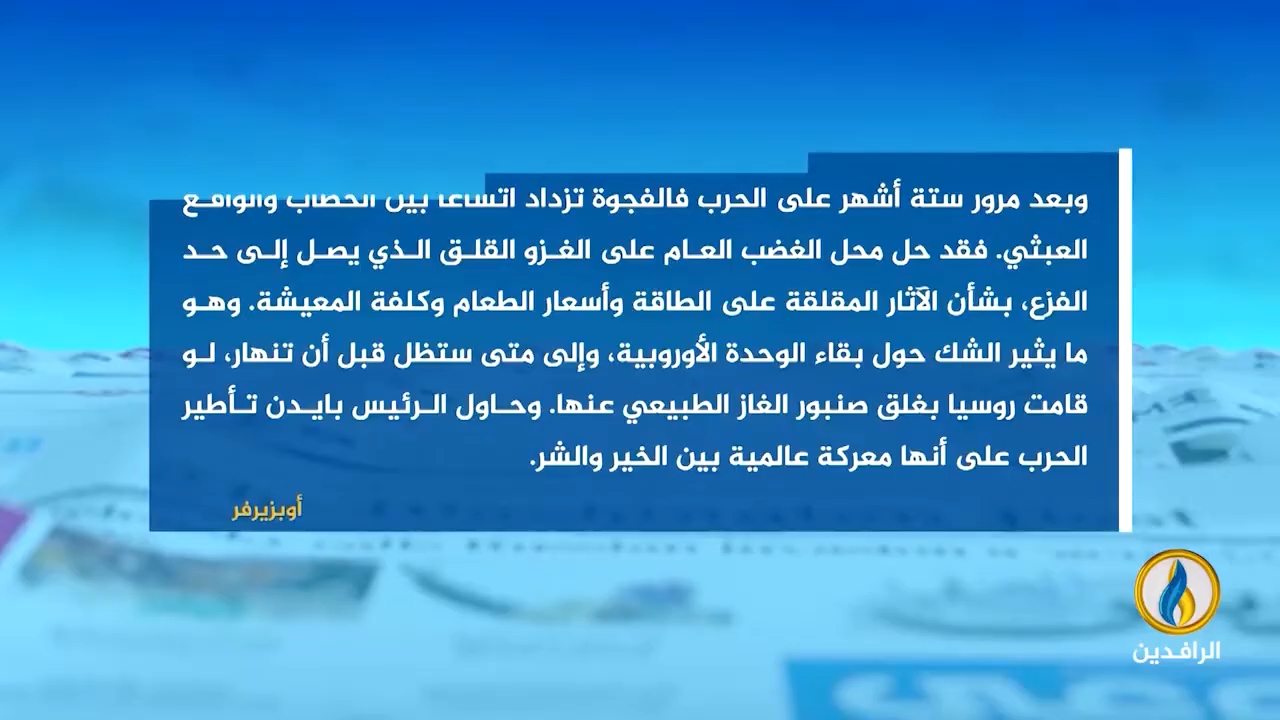 وبعد مرور ستة أشهر على الحرب فالفجوة تزداد اتساعا بين الخطاب والواقع
العبثي. فقد حل محل الغضب العام على الغزو القلق الذي يصل إلى حد
الفزع، بشأن الآثار المقلقة على الطاقة وأسعار الطعام وكلفة المعيشة. وهو
ما يثير الشك حول بقاء الوحدة الأوروبية، وإلى متى ستظل قبل أن تنهار، لو
قامت روسيا بغلق صنبور الغاز الطبيعي عنها. وحاول الرئيس بايدن تأطير
الحرب على أنها معركة عالمية بين الخير والشر.
أوبزيرفر
الرافدين